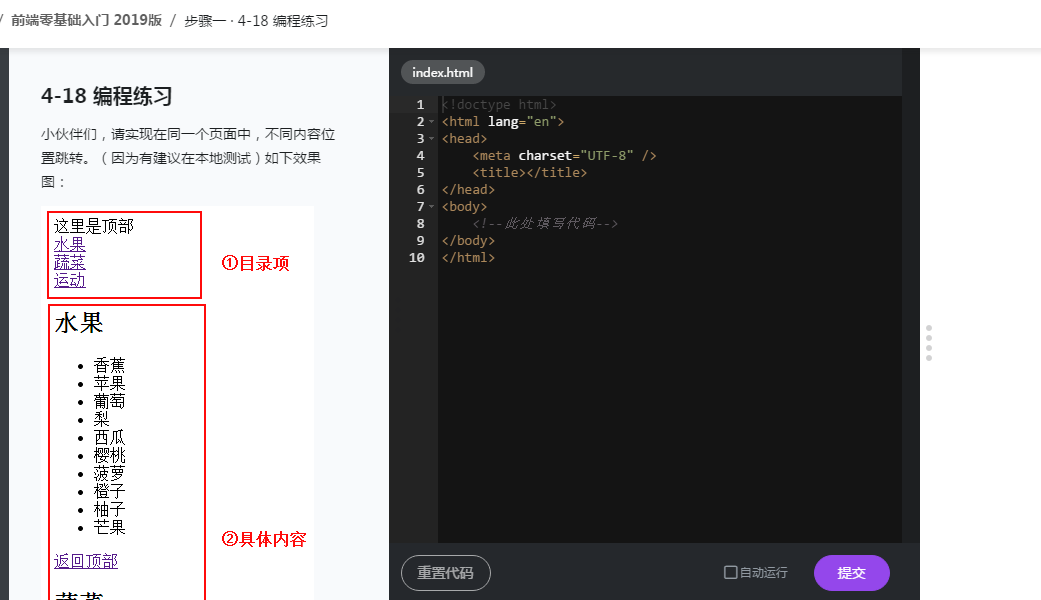 / 前端零基础入门 2019版 / 步骤一 · 4-18 编程练习
4-18 编程练习
小伙伴们，请实现在同一个页面中，不同内容位
置跳转。（因为有建议在本地测试）如下效果
图：
这里是顶部
水果
蔬菜
运动
①目录项
水果
香蕉
苹果
葡萄
梨
西瓜
樱桃
菠萝
橙子
柚子
芒果
②具体内容
返回顶部
index.html
1 <!doctype html>
2 <html lang="en">
3 <head>
4 <meta charset="UTF-8" />
5 <title></title>
6 </head>
7 <body>
8 <!--此处填写代码-->
9 </body>
10 </html>
重置代码
自动运行
提交